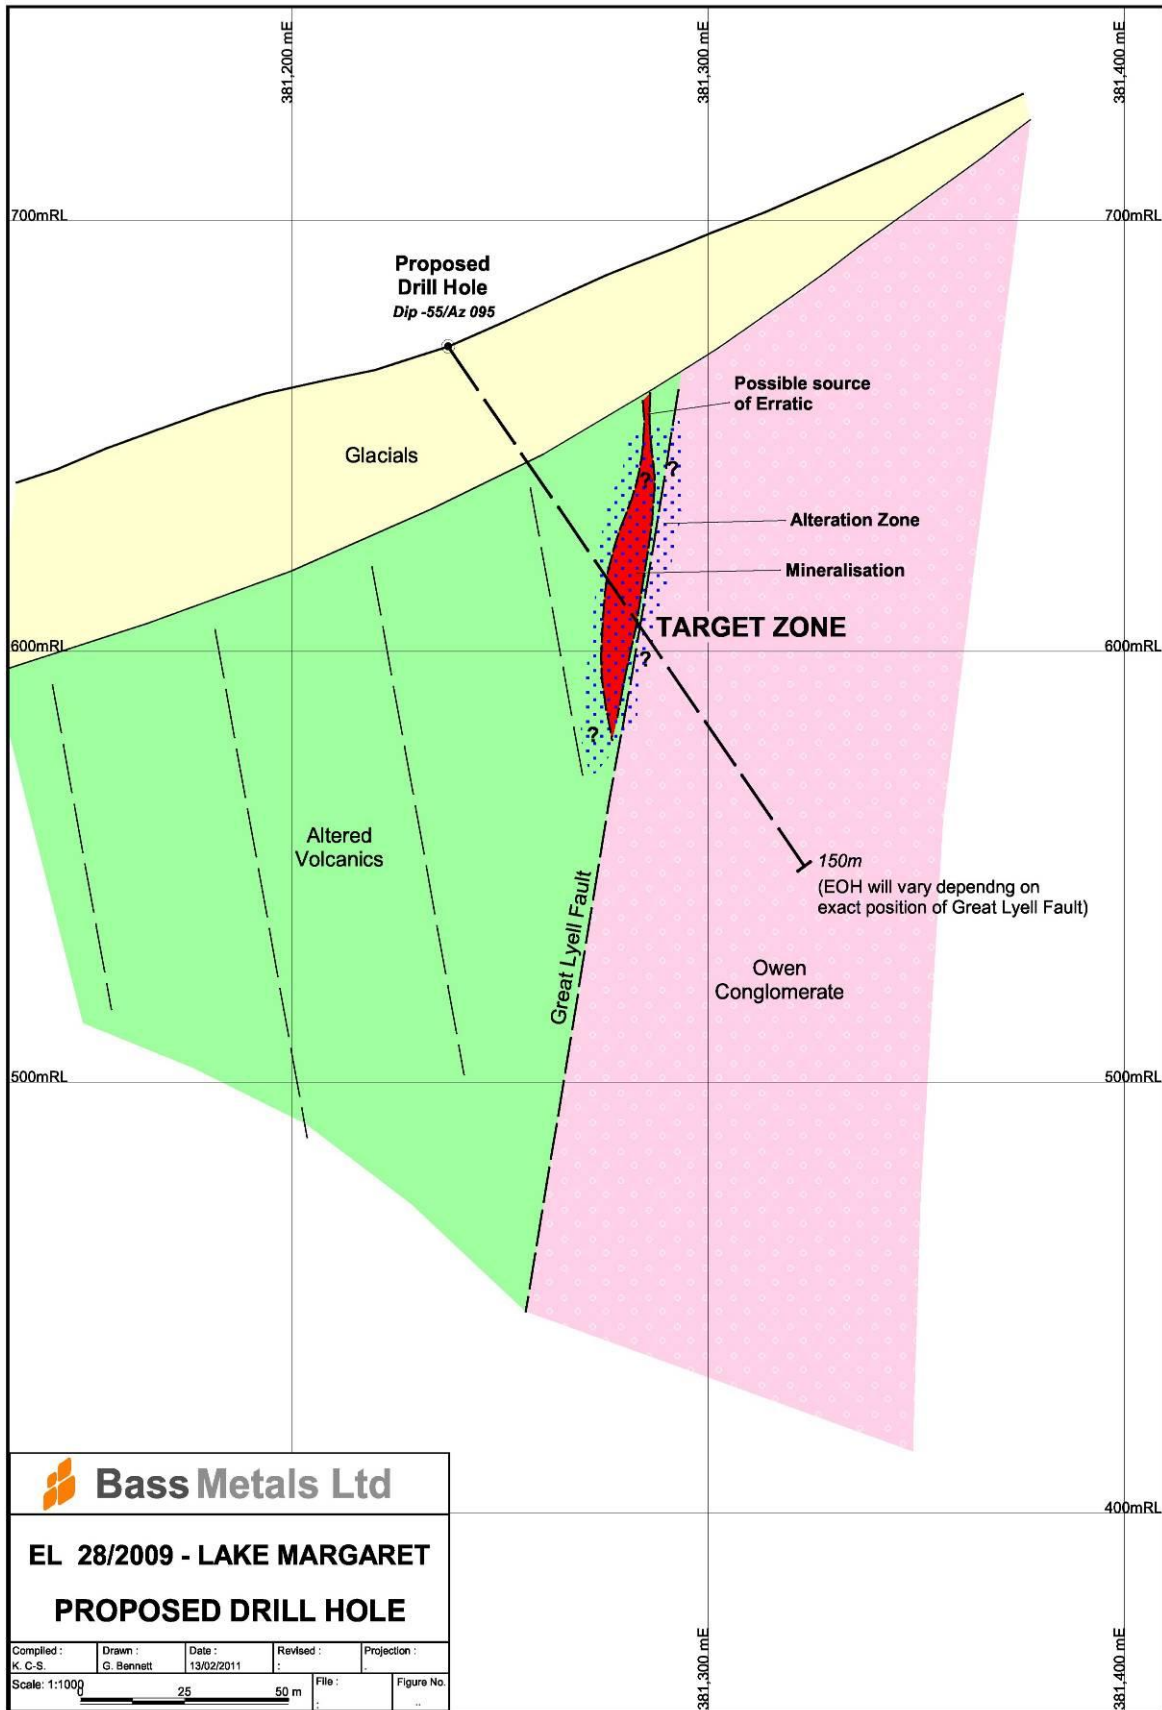 381,200 mE
381,300 mE
381,400 mE
700mRL
700mRL
Proposed
Drill Hole
Dip -55/Az 095
Possible source
of Erratic
Glacials
?
?
Alteration Zone
Mineralisation
TARGET ZONE
600mRL
600mRL
?
?
Altered
Volcanics
150m
(EOH will vary dependng on
exact position of Great Lyell Fault)
Great Lyell Fault
Owen
Conglomerate
500mRL
500mRL
400mRL
Bass Metals Ltd
EL 28/2009 - LAKE MARGARET
PROPOSED DRILL HOLE
Compiled :
K. C-S.
Drawn :
G. Bennett
Date :
13/02/2011
Revised :
:
Projection :
.
Scale: 1:1000
0 25 50 m
File :
:
Figure No.
..
381,300 mE
381,400 mE